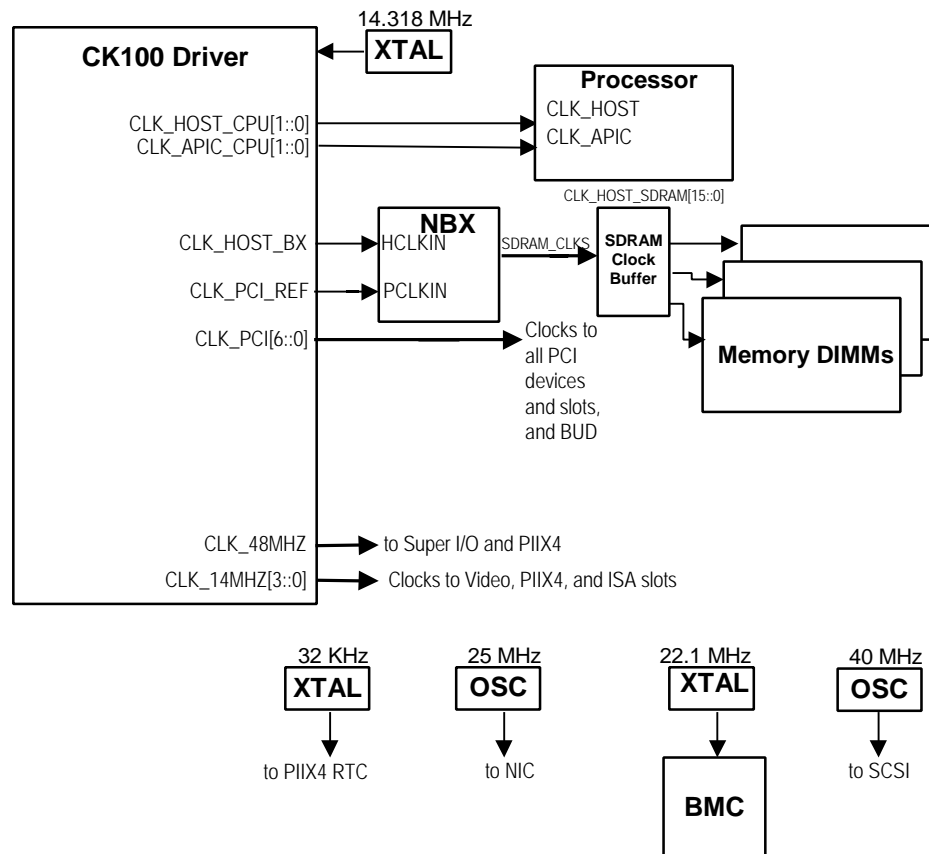 14.318 MHz
CK100 Driver
XTAL
Processor
CLK_HOST
CLK_APIC
CLK_HOST_CPU[1::0]
CLK_APIC_CPU[1::0]
CLK_HOST_SDRAM[15::0]
NBX
CLK_HOST_BX
HCLKIN
SDRAM_CLKS
SDRAM
Clock
Buffer
CLK_PCI_REF
PCLKIN
CLK_PCI[6::0]
Clocks to
all PCI
devices
and slots,
and BUD
Memory DIMMs
CLK_48MHZ
to Super I/O and PIIX4
CLK_14MHZ[3::0]
Clocks to Video, PIIX4, and ISA slots
32 KHz
XTAL
to PIIX4 RTC
25 MHz
OSC
to NIC
22.1 MHz
XTAL
BMC
40 MHz
OSC
to SCSI